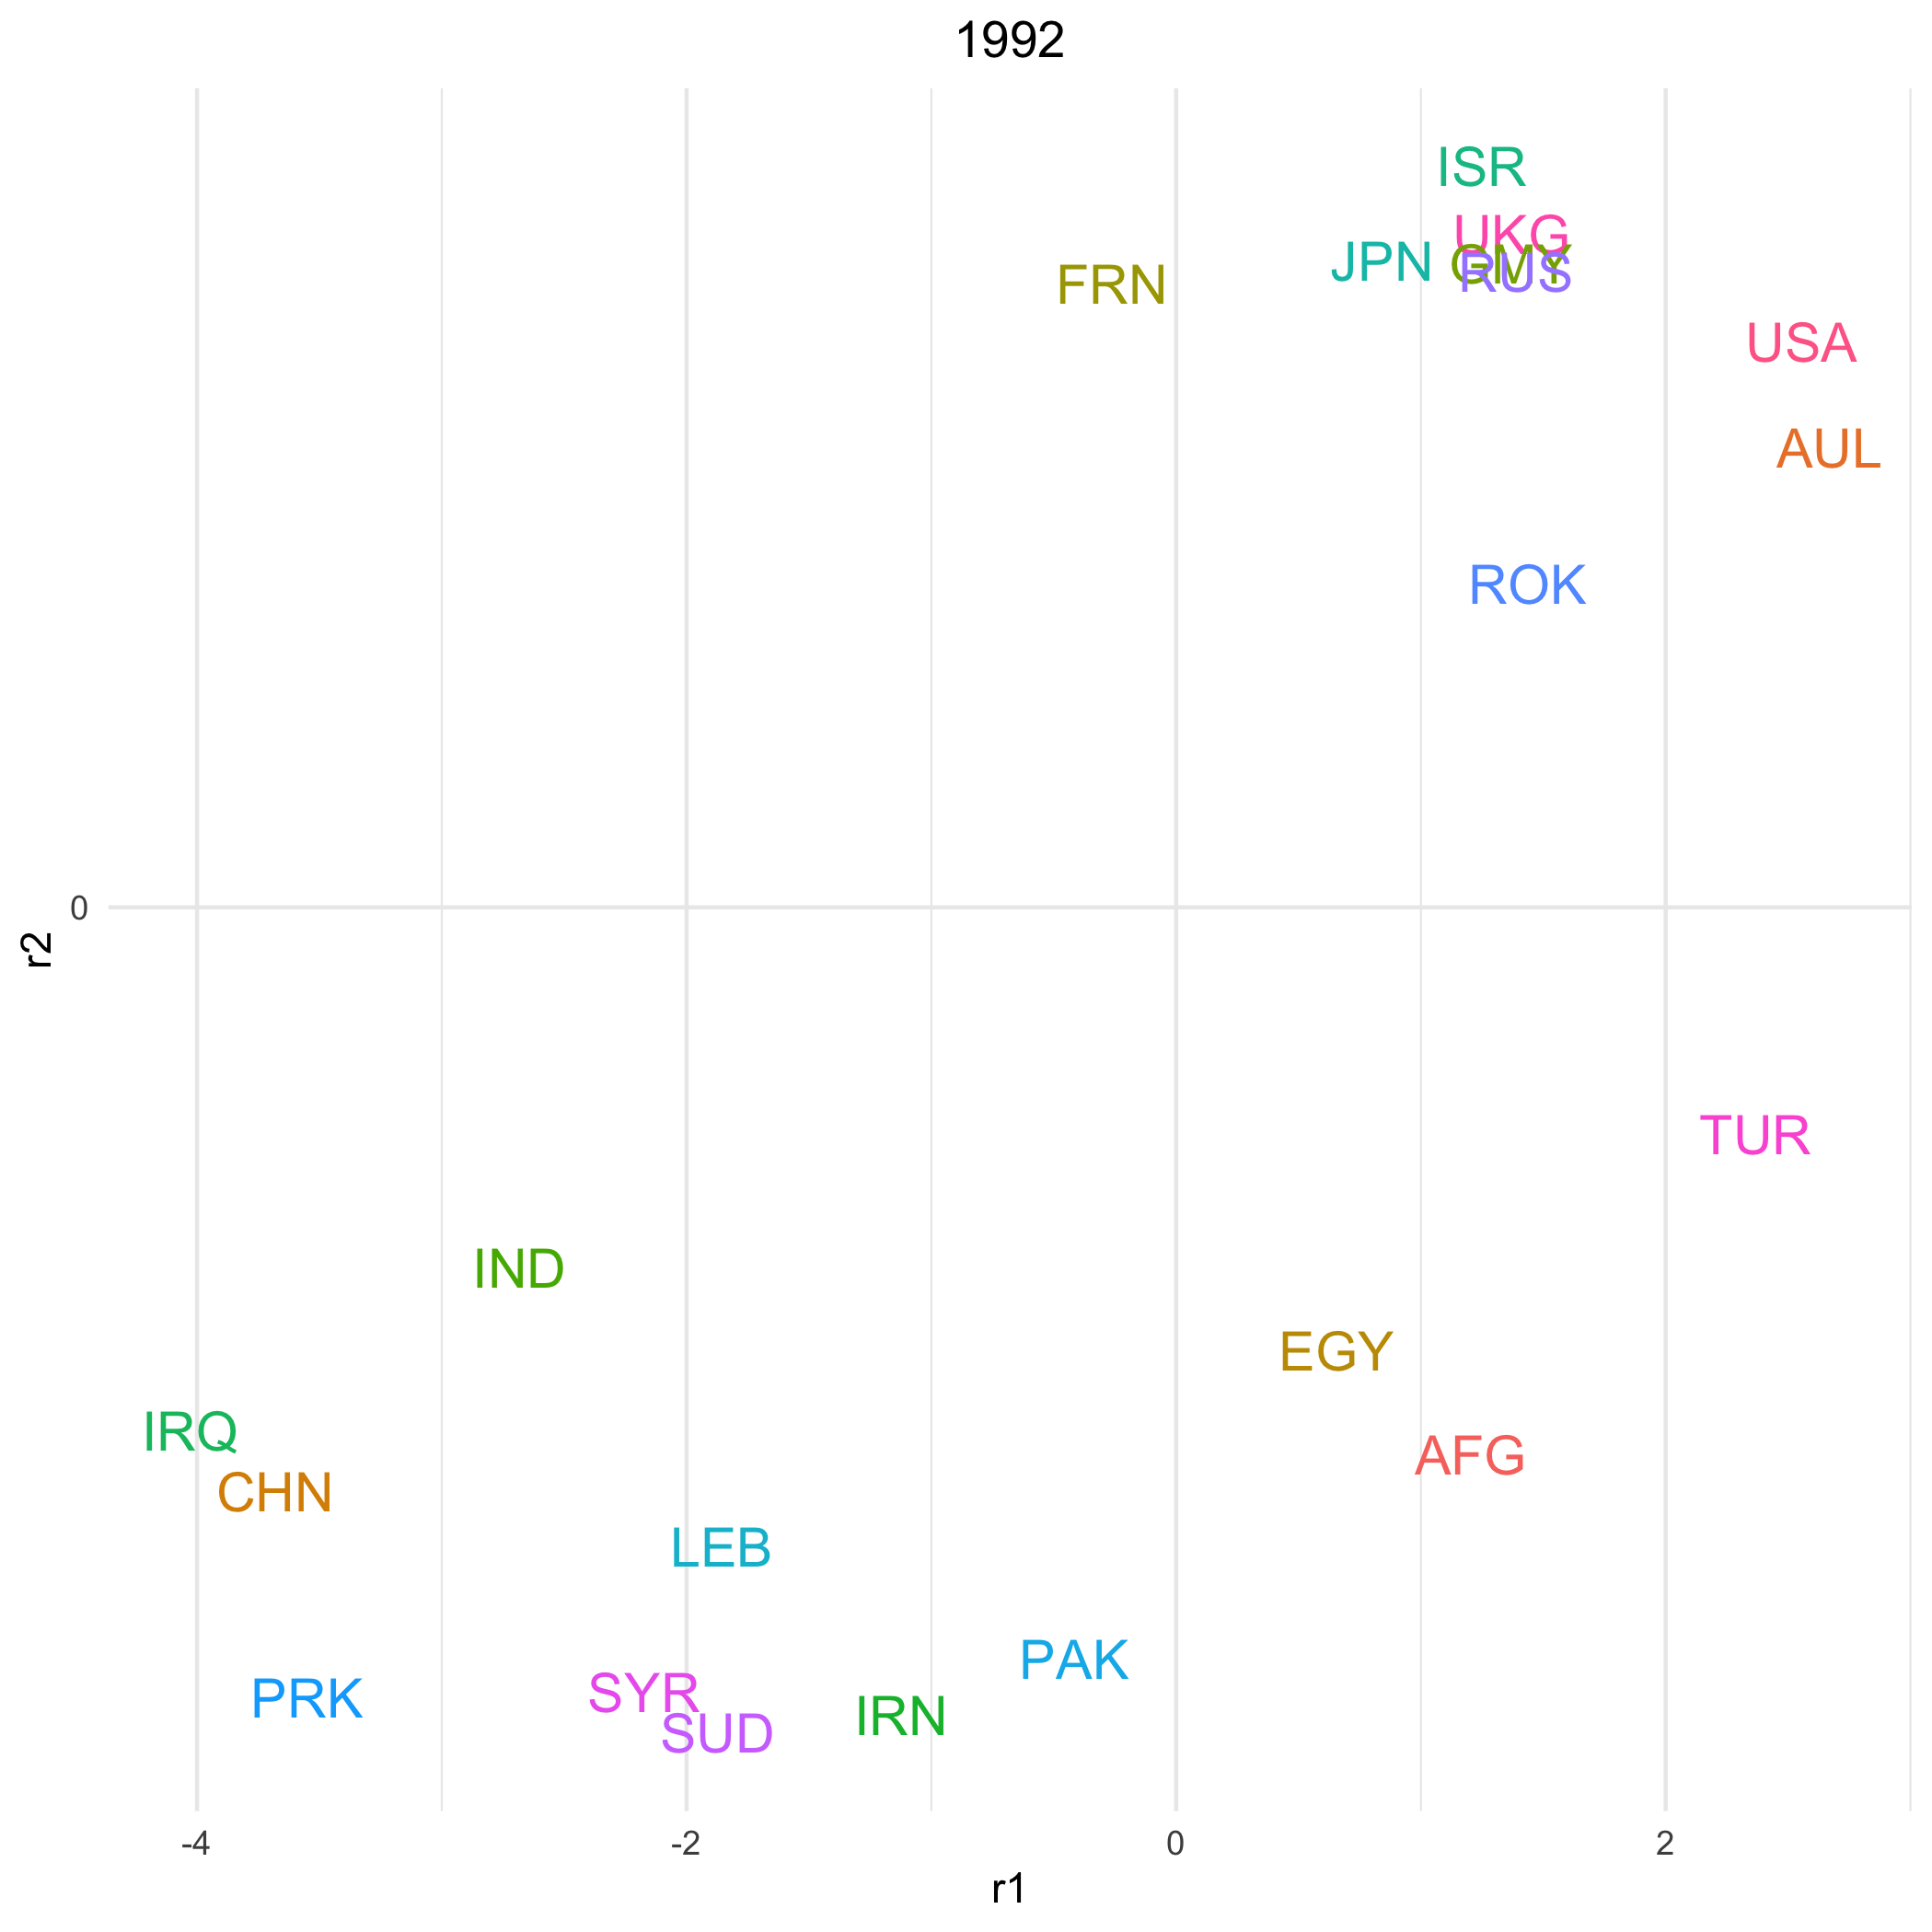 1992
ISR
UKG
JPN GMY
RUS
FRN
USA
AUL
ROK
0
r2
TUR
IND
EGY
IRQ
AFG
CHN
LEB
PAK
SYR
PRK
IRN
SUD
-4 -2 0 2
r1